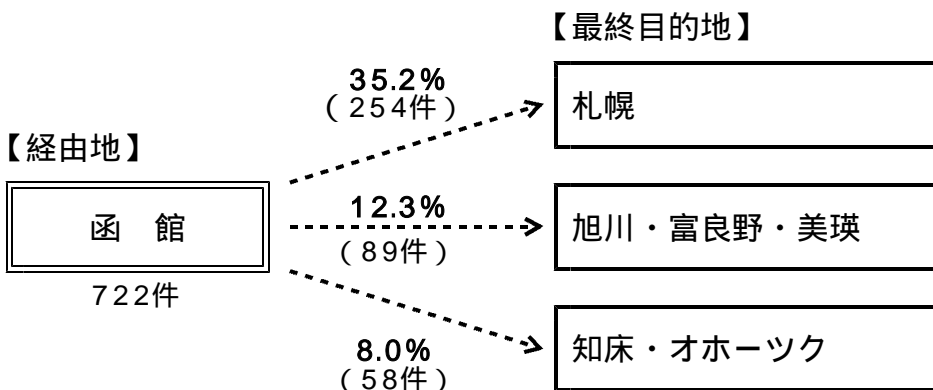 【最終目的地】
35.2%
(254件)
札幌
【経由地】
函 館
722件
12.3%
(89件)
旭川・富良野・美瑛
8.0%
(58件)
知床・オホーツク